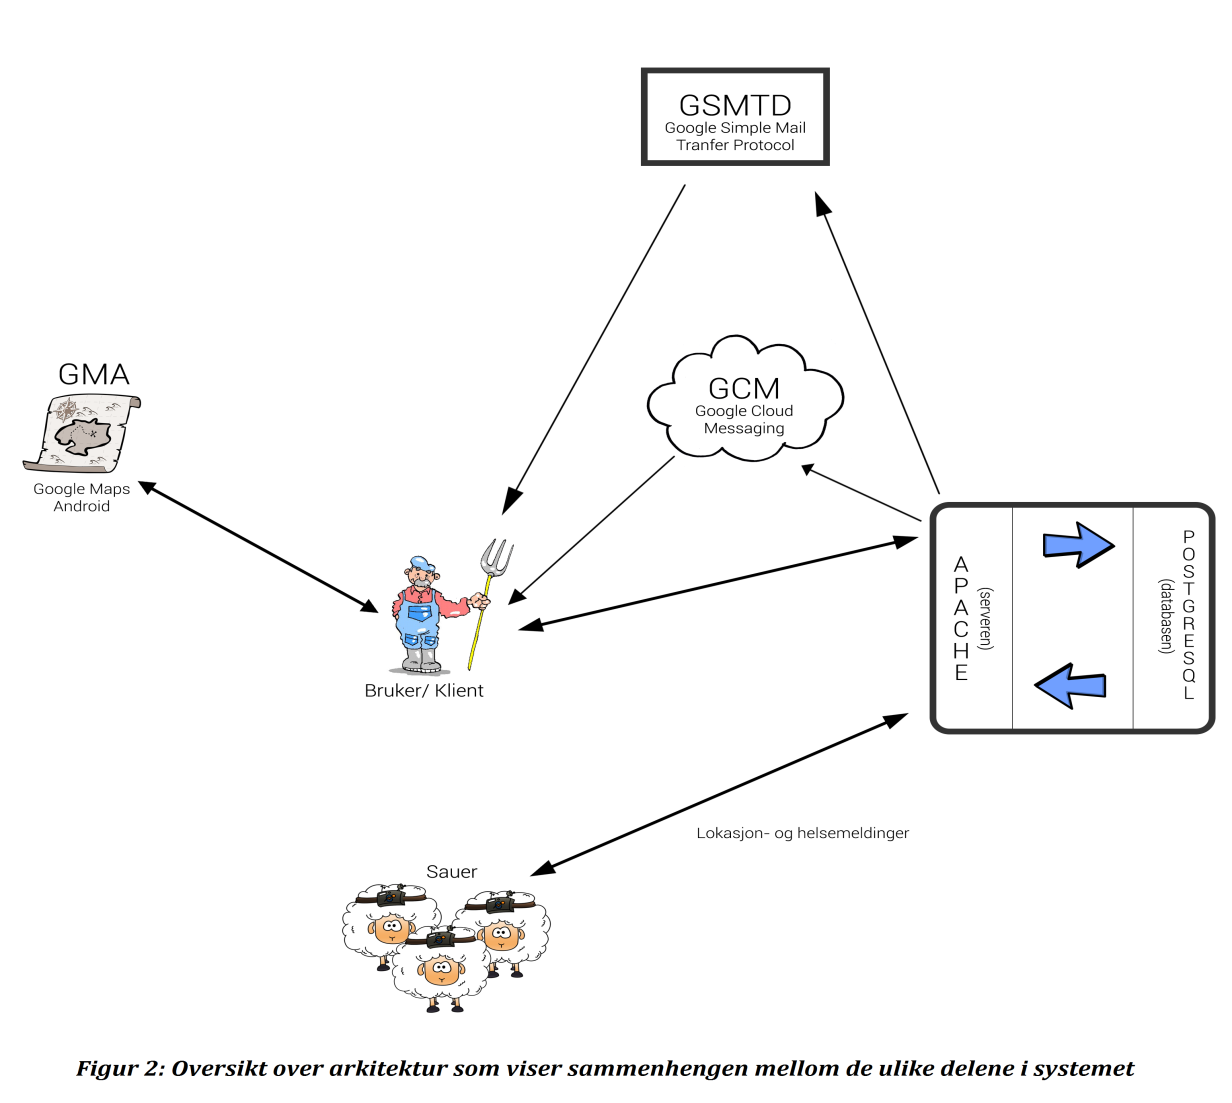 GSMTD
Google Simple Mail
Tranfer Protocol
GMA
Google Maps
Android
GCM
Google Cloud
Messaging
APACHE
(serveren)
POSTGRESQL
(databasen)
Bruker/ Klient
Lokasjon- og helsemeldinger
Sauer
Figur 2: Oversikt over arkitektur som viser sammenhengen mellom de ulike delene i systemet